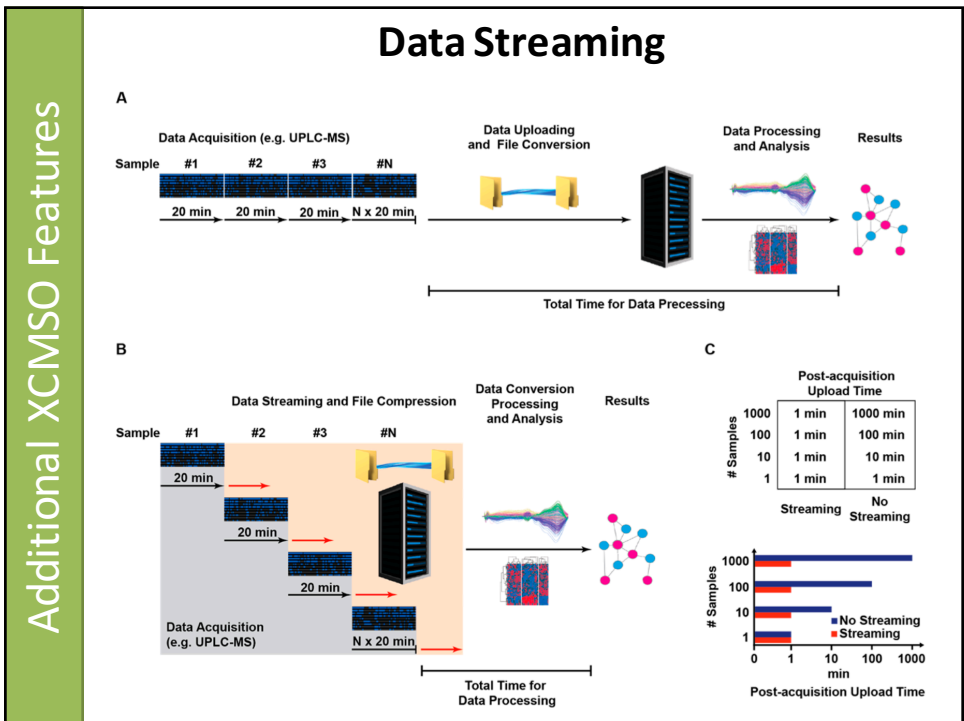 Additional XCMSO Features
Data Streaming
A
Data Acquisition (e.g. UPLC-MS)
Sample #1 #2 #3 #N
20 min 20 min 20 min N x 20 min
Data Uploading
and File Conversion
Data Processing
and Analysis
Results
Total Time for Data Precessing
B
Data Streaming and File Compression
Sample #1 #2 #3 #N
20 min
20 min
20 min
N x 20 min
Data Acquisition
(e.g. UPLC-MS)
Data Conversion
Processing
and Analysis
Results
Total Time for
Data Processing
C
Post-acquisition
Upload Time
# Samples
1000 1 min 1000 min
100 1 min 100 min
10 1 min 10 min
1 1 min 1 min
Streaming No
Streaming
# Samples
1000
100
10
1
No Streaming
Streaming
0 1 10 100 1000
min
Post-acquisition Upload Time